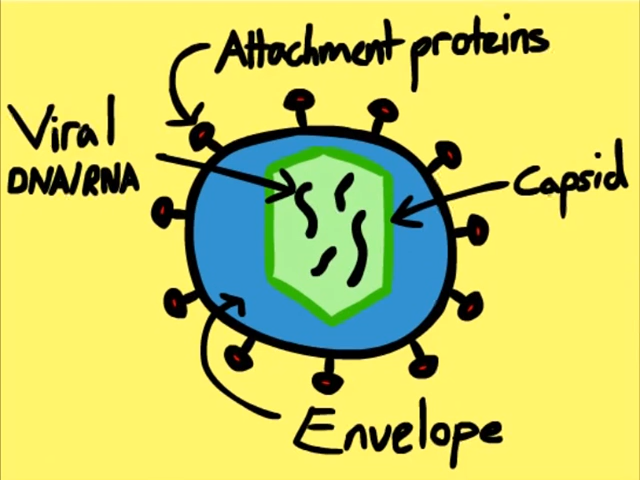 Attachment proteins
Viral
DNA/RNA
Capsid
Envelope